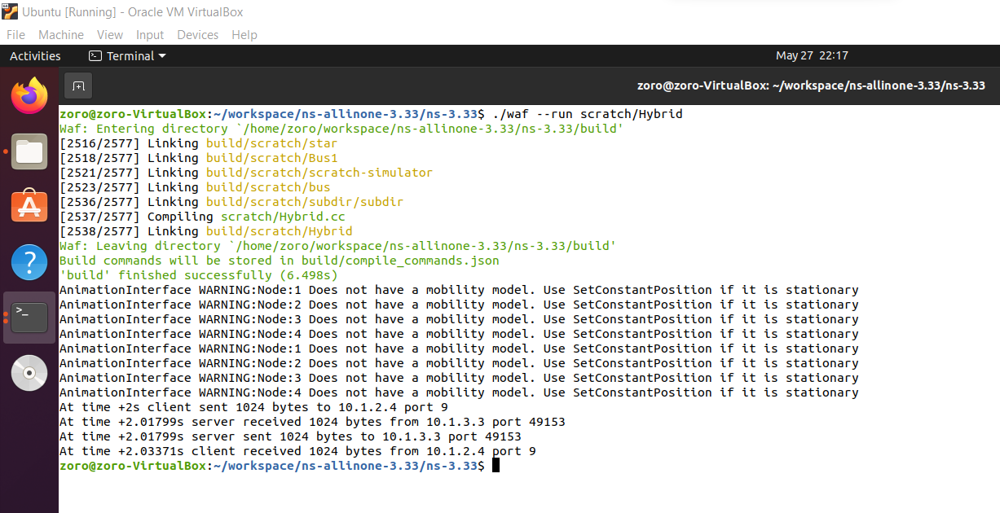 Ubuntu [Running] - Oracle VM VirtualBox
File Machine View Input Devices Help
Activities Terminal May 27 22:17
zoro@zoro-VirtualBox: ~/workspace/ns-allinone-3.33/ns-3.33
zoro@zoro-VirtualBox:~/workspace/ns-allinone-3.33/ns-3.33$ ./waf --run scratch/Hybrid
Waf: Entering directory `/home/zoro/workspace/ns-allinone-3.33/ns-3.33/build'
[2516/2577] Linking build/scratch/star
[2518/2577] Linking build/scratch/Bus1
[2521/2577] Linking build/scratch/scratch-simulator
[2523/2577] Linking build/scratch/bus
[2536/2577] Linking build/scratch/subdir/subdir
[2537/2577] Compiling scratch/Hybrid.cc
[2538/2577] Linking build/scratch/Hybrid
Waf: Leaving directory `/home/zoro/workspace/ns-allinone-3.33/ns-3.33/build'
Build commands will be stored in build/compile_commands.json
'build' finished successfully (6.498s)
AnimationInterface WARNING:Node:1 Does not have a mobility model. Use SetConstantPosition if it is stationary
AnimationInterface WARNING:Node:2 Does not have a mobility model. Use SetConstantPosition if it is stationary
AnimationInterface WARNING:Node:3 Does not have a mobility model. Use SetConstantPosition if it is stationary
AnimationInterface WARNING:Node:4 Does not have a mobility model. Use SetConstantPosition if it is stationary
AnimationInterface WARNING:Node:1 Does not have a mobility model. Use SetConstantPosition if it is stationary
AnimationInterface WARNING:Node:2 Does not have a mobility model. Use SetConstantPosition if it is stationary
AnimationInterface WARNING:Node:3 Does not have a mobility model. Use SetConstantPosition if it is stationary
AnimationInterface WARNING:Node:4 Does not have a mobility model. Use SetConstantPosition if it is stationary
At time +2s client sent 1024 bytes to 10.1.2.4 port 9
At time +2.01799s server received 1024 bytes from 10.1.3.3 port 49153
At time +2.01799s server sent 1024 bytes to 10.1.3.3 port 49153
At time +2.03371s client received 1024 bytes from 10.1.2.4 port 9
zoro@zoro-VirtualBox:~/workspace/ns-allinone-3.33/ns-3.33$